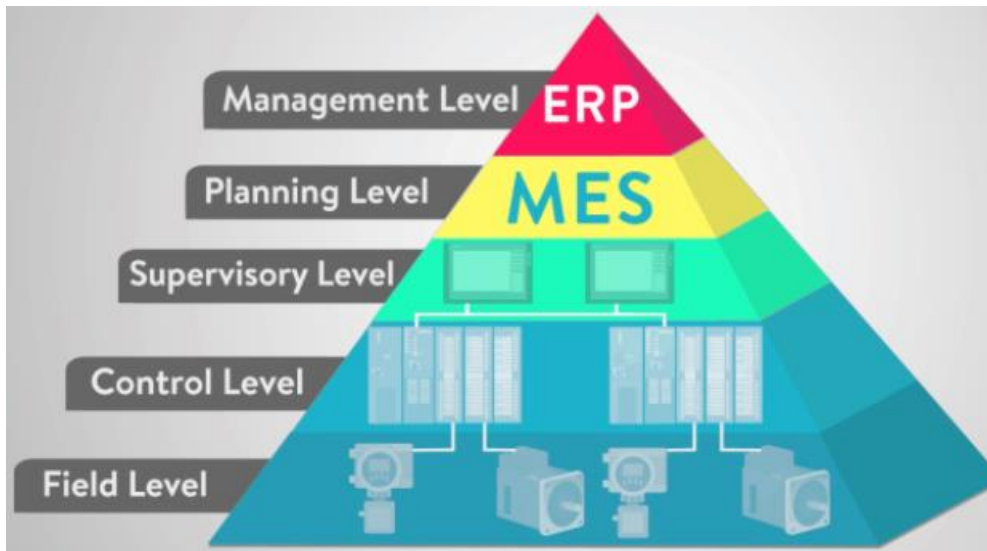 Management Level ERP
Planning Level MES
Supervisory Level
Control Level
Field Level